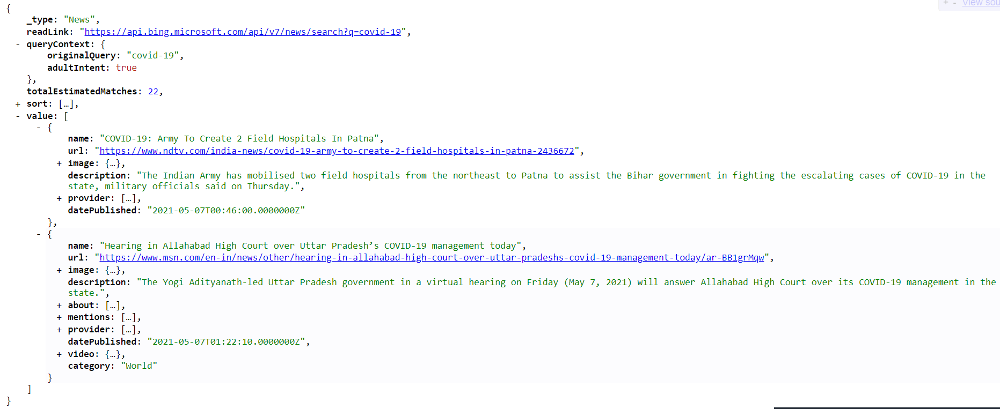 + - View sou
{
_type: "News",
readLink: "https://api.bing.microsoft.com/api/v7/news/search?q=covid-19",
- queryContext: {
originalQuery: "covid-19",
adultIntent: true
},
totalEstimatedMatches: 22,
+ sort: […],
- value: [
- {
name: "COVID-19: Army To Create 2 Field Hospitals In Patna",
url: "https://www.ndtv.com/india-news/covid-19-army-to-create-2-field-hospitals-in-patna-2436672",
+ image: {…},
description: "The Indian Army has mobilised two field hospitals from the northeast to Patna to assist the Bihar government in fighting the escalating cases of COVID-19 in the
state, military officials said on Thursday.",
+ provider: […],
datePublished: "2021-05-07T00:46:00.0000000Z"
},
- {
name: "Hearing in Allahabad High Court over Uttar Pradesh’s COVID-19 management today",
url: "https://www.msn.com/en-in/news/other/hearing-in-allahabad-high-court-over-uttar-pradeshs-covid-19-management-today/ar-BB1grMqw",
+ image: {…},
description: "The Yogi Adityanath-led Uttar Pradesh government in a virtual hearing on Friday (May 7, 2021) will answer Allahabad High Court over its COVID-19 management in the
state.",
+ about: […],
+ mentions: […],
+ provider: […],
datePublished: "2021-05-07T01:22:10.0000000Z",
+ video: {…},
category: "World"
}
]
}